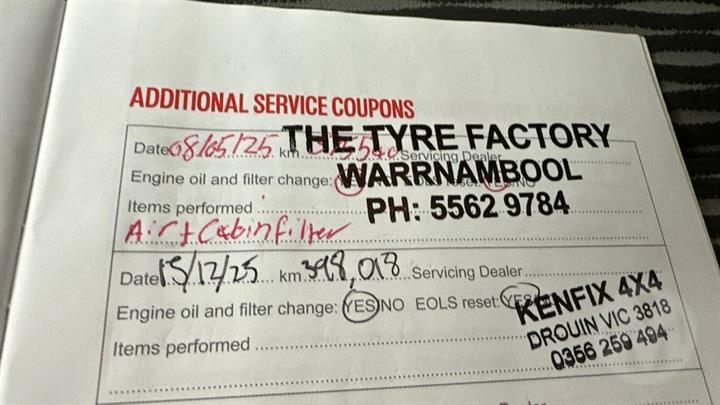 ADDITIONAL SERVICE COUPONS
Date 08/05/25 km Servicing Dealer
THE TYRE FACTORY
Engine oil and filter change:
WARRNAMBOOL
Items performed
PH: 5562 9784
Air + Cabin filter
Date 15/12/25 km 398,018 Servicing Dealer
Engine oil and filter change: YES/NO EOLS reset: YES
KENFIX 4X4
Items performed
DROUIN VIC 3818
0356 259 494